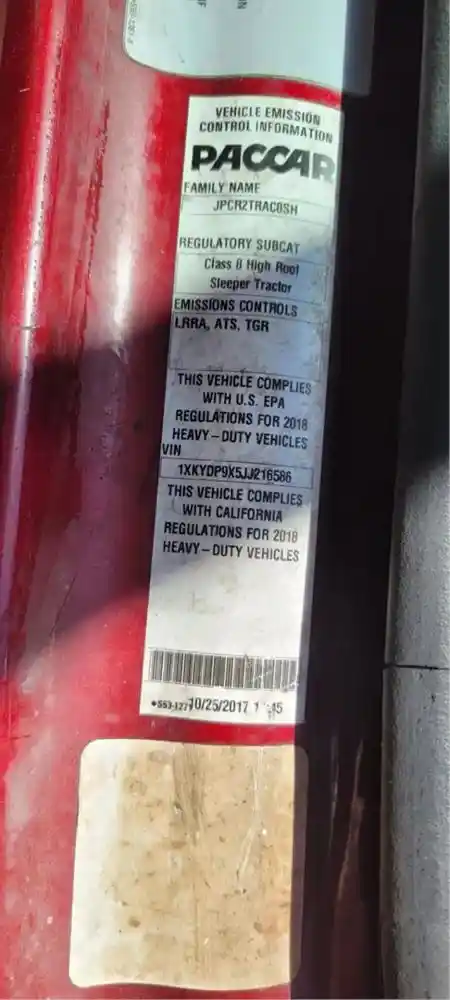 VEHICLE EMISSION
CONTROL INFORMATION
PACCAR
FAMILY NAME
JPCR2TRAC0SH
REGULATORY SUBCAT
Class 8 High Roof
Sleeper Tractor
EMISSIONS CONTROLS
LRRA, ATS, TGR
THIS VEHICLE COMPLIES
WITH U.S. EPA
REGULATIONS FOR 2018
HEAVY-DUTY VEHICLES
VIN
1XKYDP9X5JJ216586
THIS VEHICLE COMPLIES
WITH CALIFORNIA
REGULATIONS FOR 2018
HEAVY-DUTY VEHICLES
10/25/2017